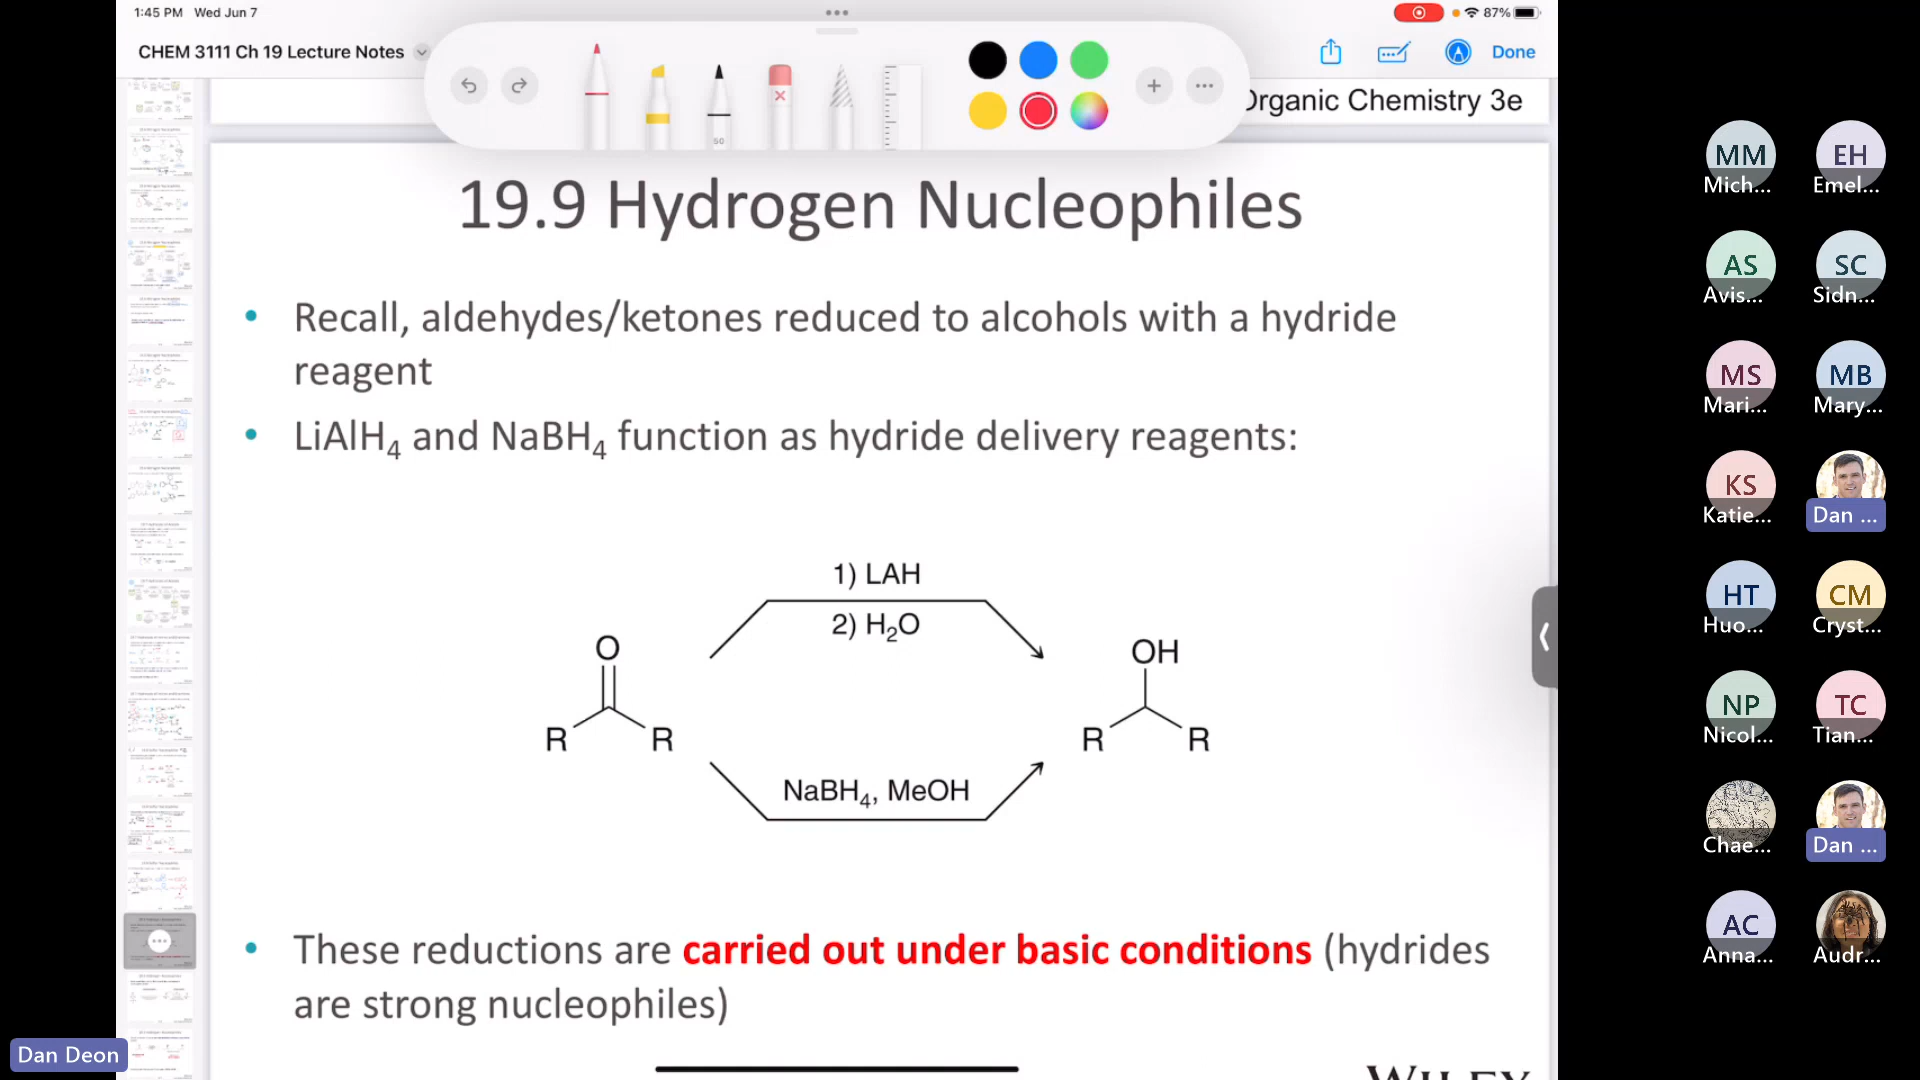 1:45 PM Wed Jun 7
87%
CHEM 3111 Ch 19 Lecture Notes
Done
50
Organic Chemistry 3e
19.9 Hydrogen Nucleophiles
• Recall, aldehydes/ketones reduced to alcohols with a hydride
reagent
• LiAlH₄ and NaBH₄ function as hydride delivery reagents:
1) LAH
2) H₂O
O
R R
OH
R R
NaBH₄, MeOH
• These reductions are carried out under basic conditions (hydrides
are strong nucleophiles)
WILEY
Dan Deon
MM
Mich...
EH
Emel...
AS
Avis...
SC
Sidn...
MS
Mari...
MB
Mary...
KS
Katie...
Dan ...
HT
Huo...
CM
Cryst...
NP
Nicol...
TC
Tian...
Chae...
Dan ...
AC
Anna...
Audr...